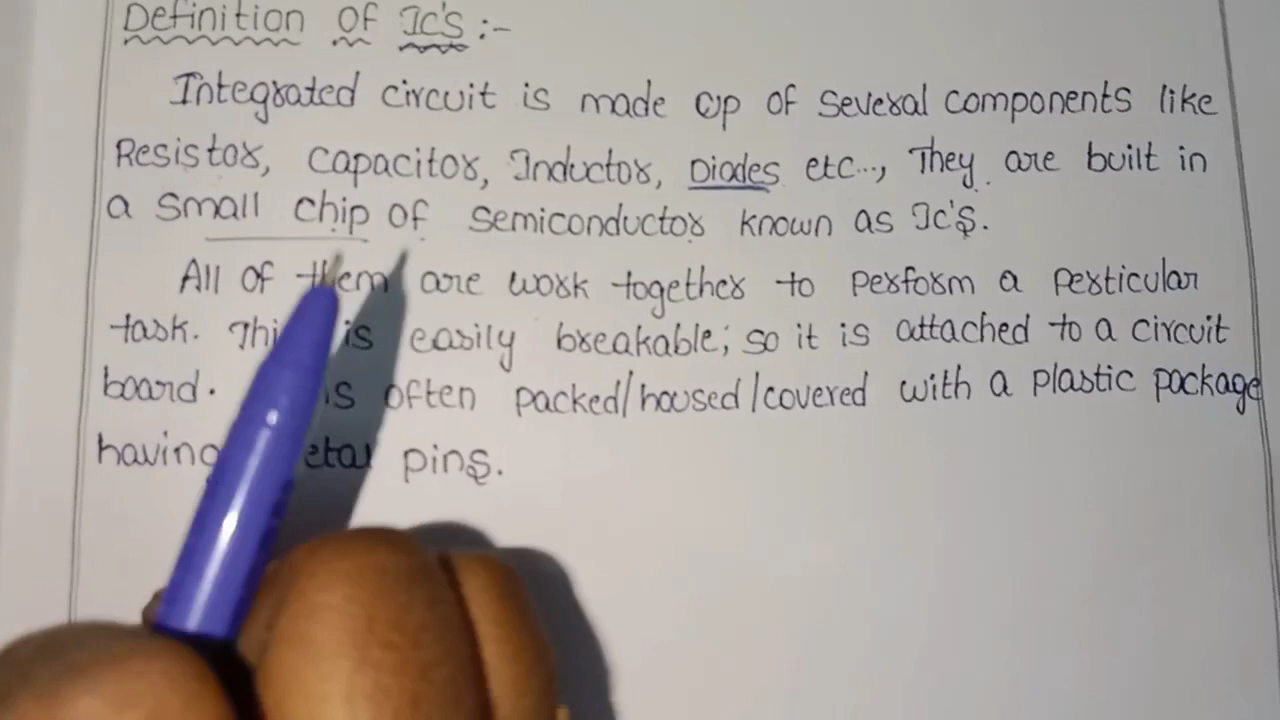 Definition of Ic's :-
Integrated circuit is made up of several components like
Resistor, capacitor, Inductor, Diodes etc..., They are built in
a small chip of semiconductor known as Ic's.
All of them are work together to perform a perticular
task. is easily breakable; so it is attached to a circuit
board. is often packed/housed/covered with a plastic package
having pins.